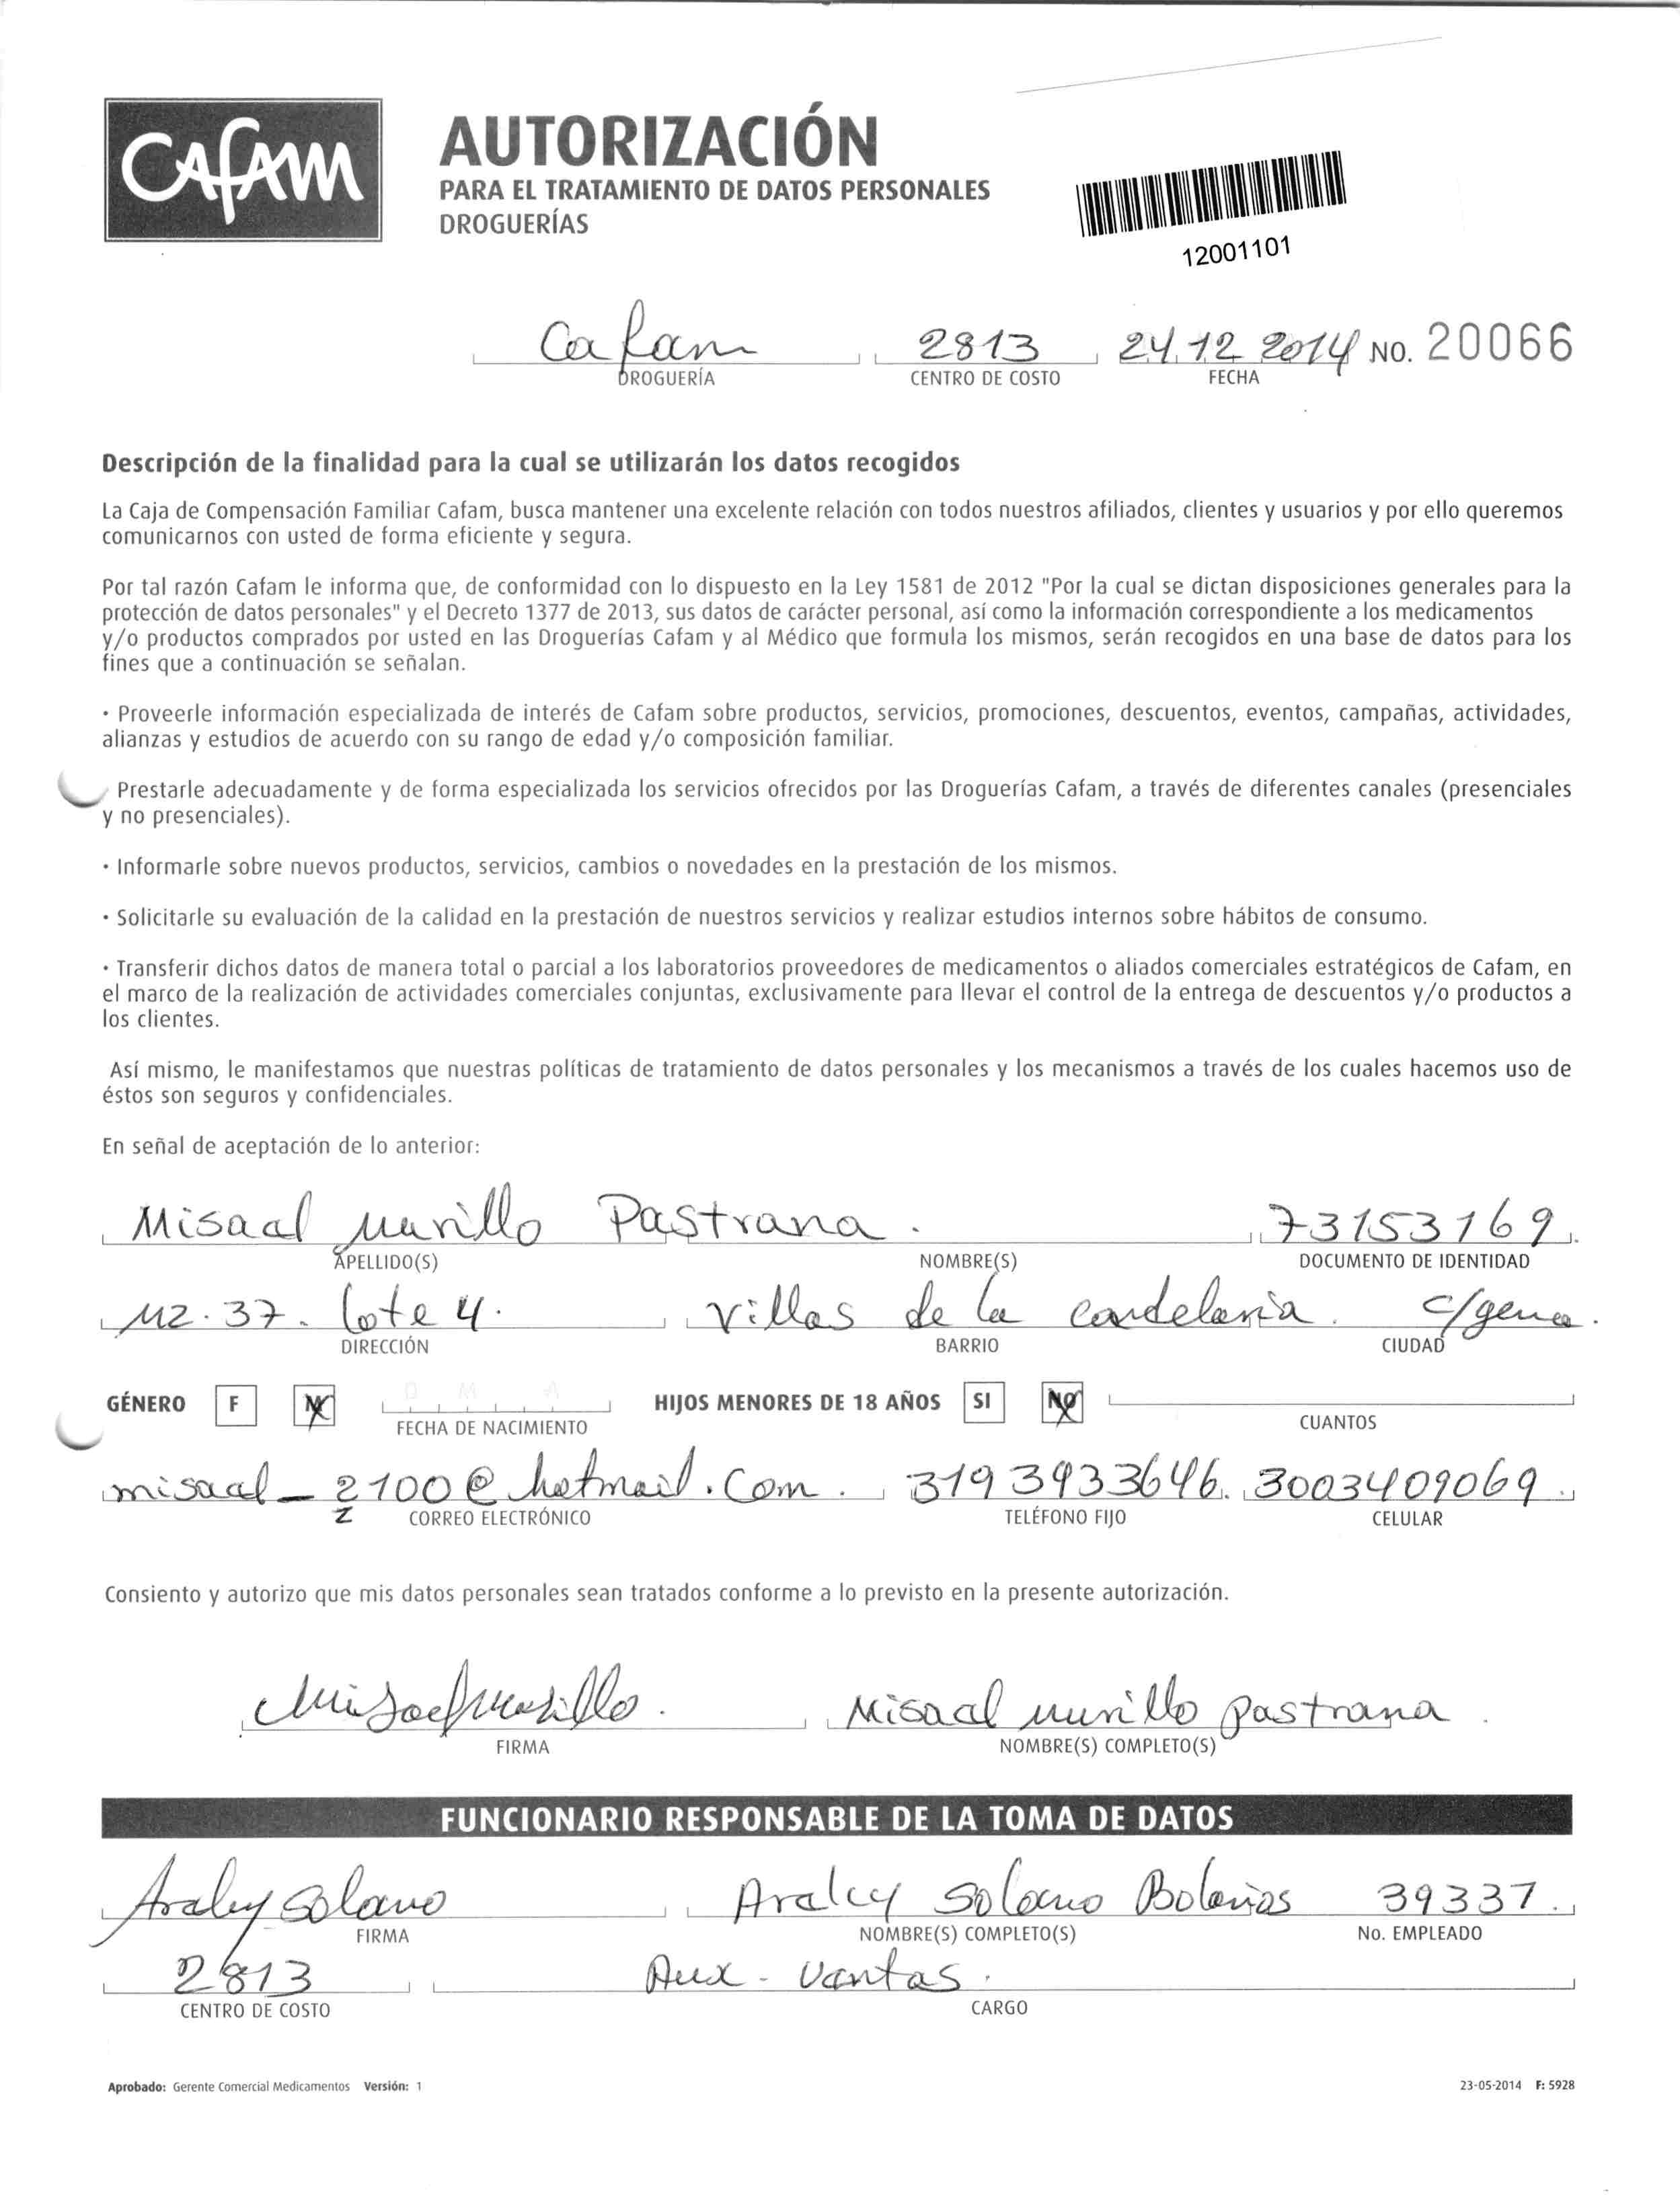 CAFAM
AUTORIZACIÓN
PARA EL TRATAMIENTO DE DATOS PERSONALES
DROGUERÍAS
12001101
Cafam 2813 24.12 2014 NO. 20066
DROGUERÍA CENTRO DE COSTO FECHA
Descripción de la finalidad para la cual se utilizarán los datos recogidos
La Caja de Compensación Familiar Cafam, busca mantener una excelente relación con todos nuestros afiliados, clientes y usuarios y por ello queremos
comunicarnos con usted de forma eficiente y segura.
Por tal razón Cafam le informa que, de conformidad con lo dispuesto en la Ley 1581 de 2012 "Por la cual se dictan disposiciones generales para la
protección de datos personales" y el Decreto 1377 de 2013, sus datos de carácter personal, así como la información correspondiente a los medicamentos
y/o productos comprados por usted en las Droguerías Cafam y al Médico que formula los mismos, serán recogidos en una base de datos para los
fines que a continuación se señalan.
• Proveerle información especializada de interés de Cafam sobre productos, servicios, promociones, descuentos, eventos, campañas, actividades,
alianzas y estudios de acuerdo con su rango de edad y/o composición familiar.
Prestarle adecuadamente y de forma especializada los servicios ofrecidos por las Droguerías Cafam, a través de diferentes canales (presenciales
y no presenciales).
• Informarle sobre nuevos productos, servicios, cambios o novedades en la prestación de los mismos.
• Solicitarle su evaluación de la calidad en la prestación de nuestros servicios y realizar estudios internos sobre hábitos de consumo.
• Transferir dichos datos de manera total o parcial a los laboratorios proveedores de medicamentos o aliados comerciales estratégicos de Cafam, en
el marco de la realización de actividades comerciales conjuntas, exclusivamente para llevar el control de la entrega de descuentos y/o productos a
los clientes.
Así mismo, le manifestamos que nuestras políticas de tratamiento de datos personales y los mecanismos a través de los cuales hacemos uso de
éstos son seguros y confidenciales.
En señal de aceptación de lo anterior:
Misael Murillo Pastrana. 73153169.
APELLIDO(S) NOMBRE(S) DOCUMENTO DE IDENTIDAD
Mz. 37. Lote 4. Villas de la candelaria. c/gena.
DIRECCIÓN BARRIO CIUDAD
GÉNERO F M D M A HIJOS MENORES DE 18 AÑOS SI NO
FECHA DE NACIMIENTO CUANTOS
misael_2100@hotmail.com. 3193933646. 3003409069.
CORREO ELECTRÓNICO TELÉFONO FIJO CELULAR
Consiento y autorizo que mis datos personales sean tratados conforme a lo previsto en la presente autorización.
Misael Murillo. Misael Murillo Pastrana.
FIRMA NOMBRE(S) COMPLETO(S)
FUNCIONARIO RESPONSABLE DE LA TOMA DE DATOS
Aralcy Solano Aralcy Solano Bolaños 39337.
FIRMA NOMBRE(S) COMPLETO(S) No. EMPLEADO
2813 Aux - Ventas.
CENTRO DE COSTO CARGO
Aprobado: Gerente Comercial Medicamentos Versión: 1 23-05-2014 F: 5928